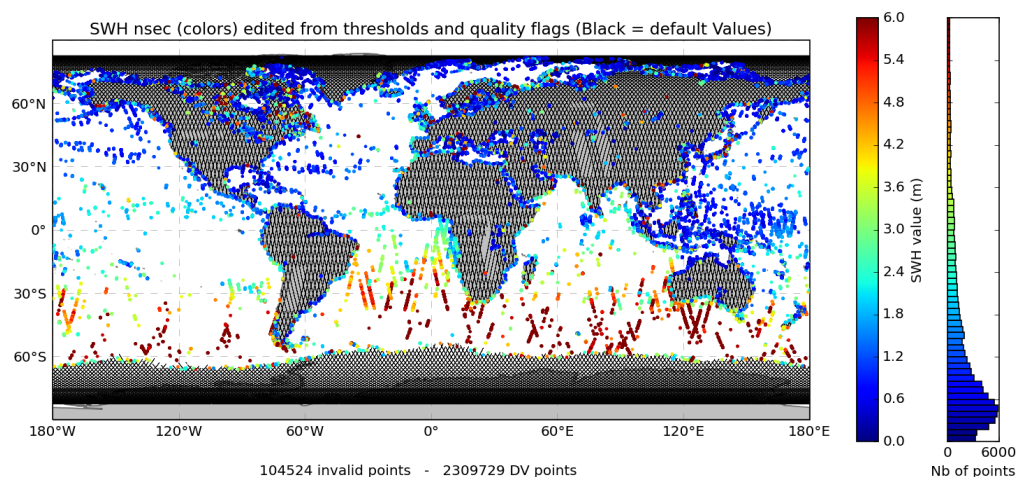 SWH nsec (colors) edited from thresholds and quality flags (Black = default Values)
60°N
30°N
0°
30°S
60°S
180°W 120°W 60°W 0° 60°E 120°E 180°E
104524 invalid points - 2309729 DV points
6.0
5.4
4.8
4.2
3.6
3.0
2.4
1.8
1.2
0.6
0.0
SWH value (m)
0 6000
Nb of points